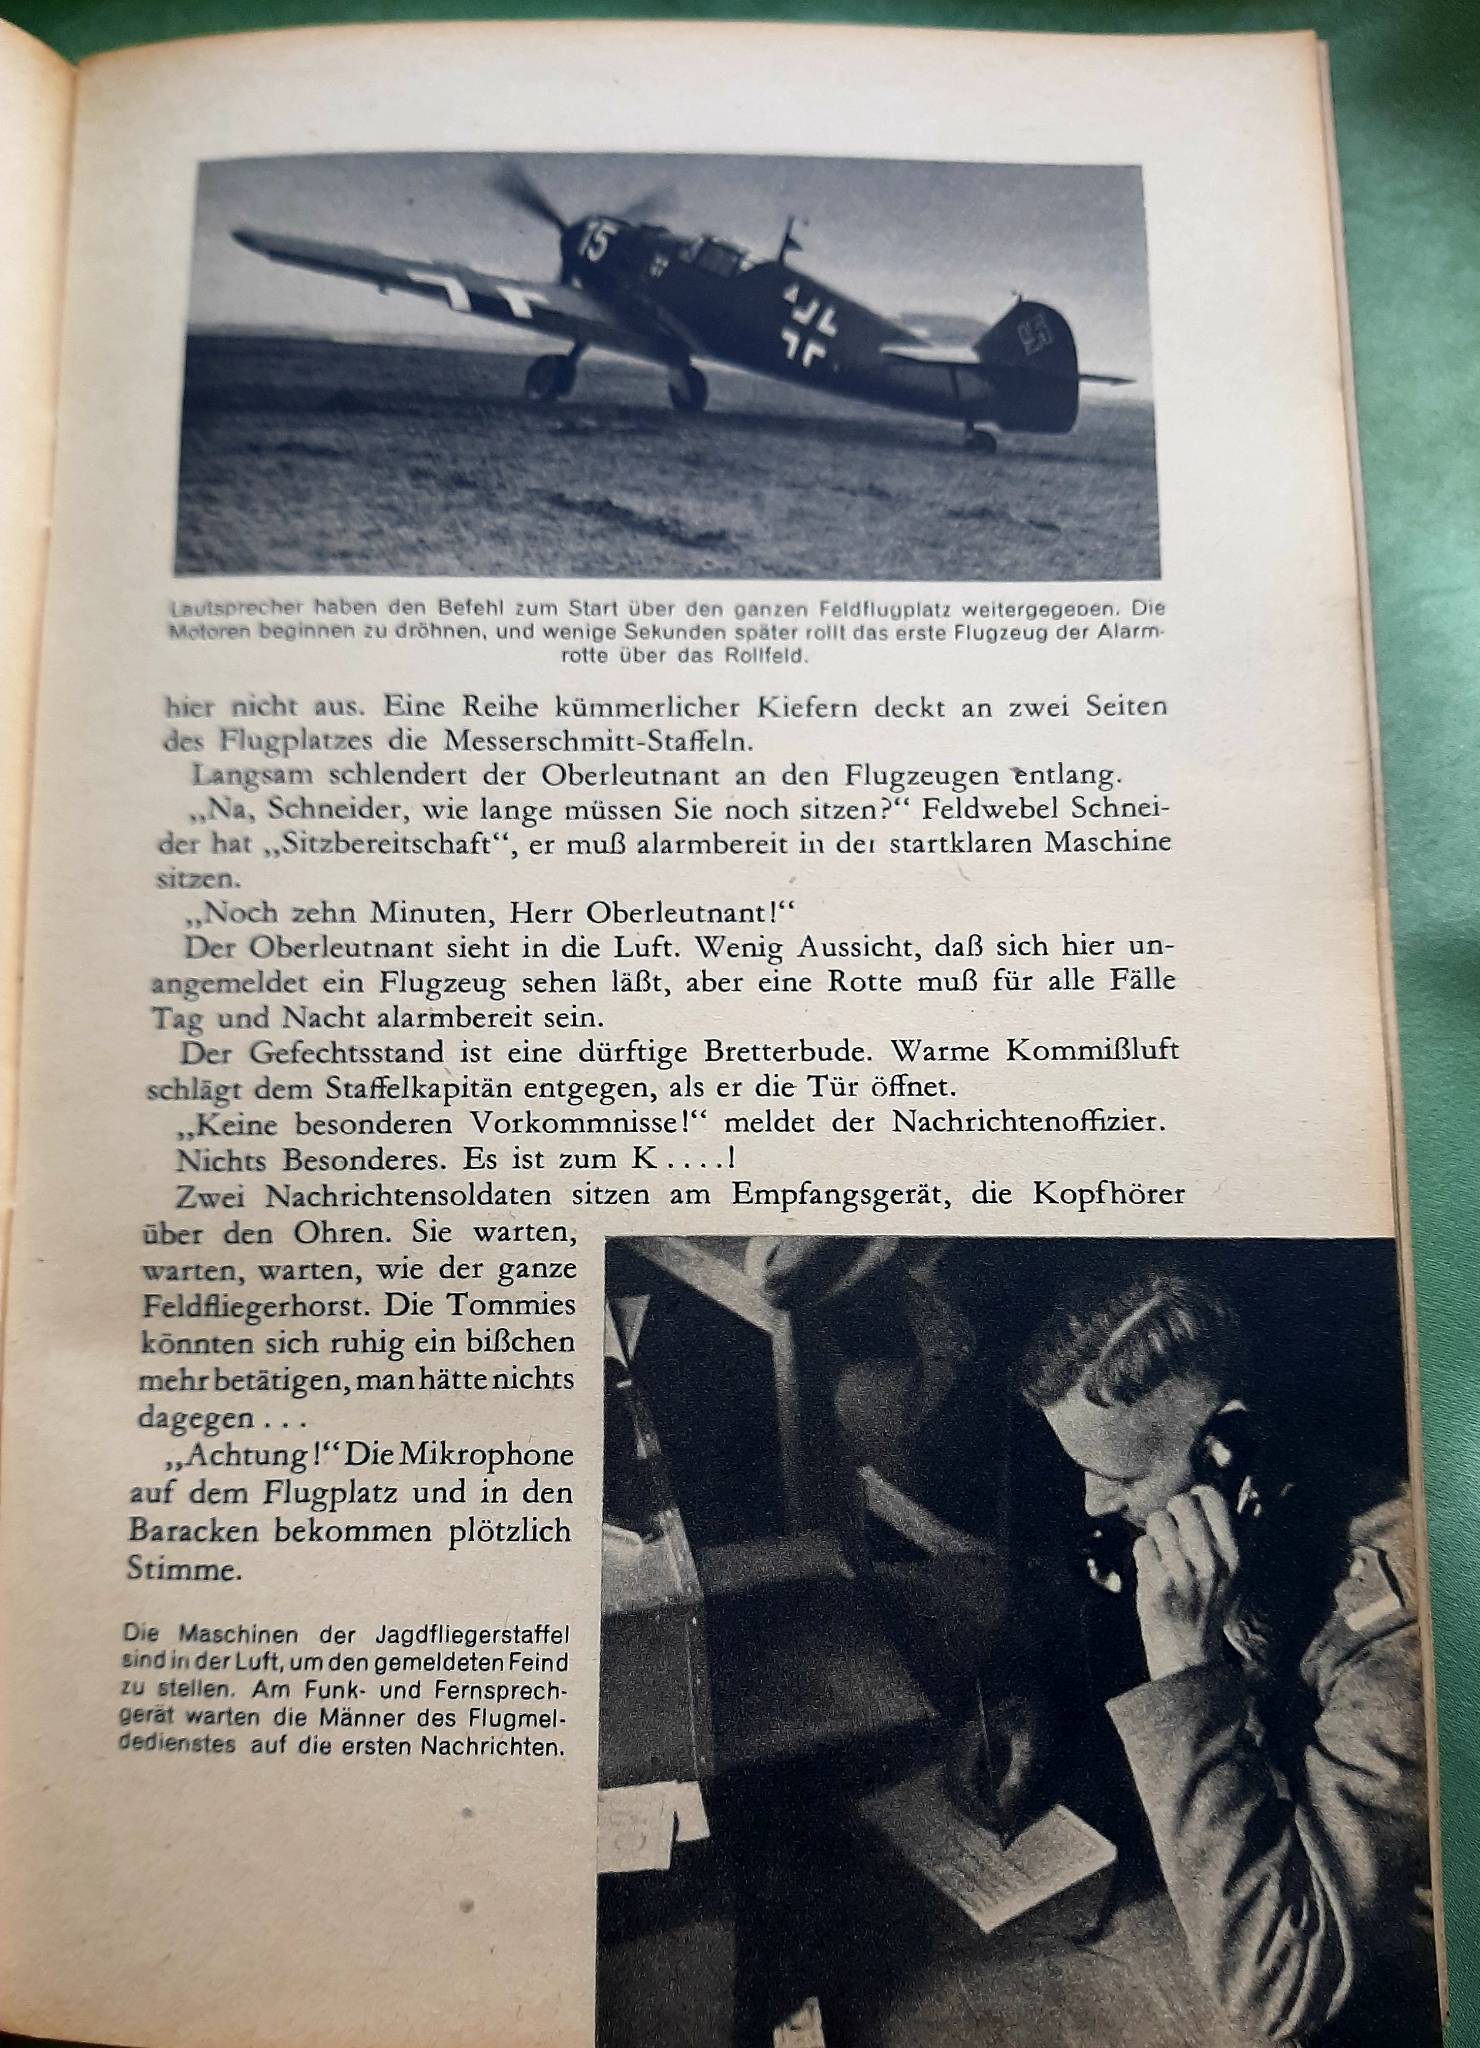 15
Lautsprecher haben den Befehl zum Start über den ganzen Feldflugplatz weitergegeben. Die
Motoren beginnen zu dröhnen, und wenige Sekunden später rollt das erste Flugzeug der Alarm-
rotte über das Rollfeld.
hier nicht aus. Eine Reihe kümmerlicher Kiefern deckt an zwei Seiten
des Flugplatzes die Messerschmitt-Staffeln.
Langsam schlendert der Oberleutnant an den Flugzeugen entlang.
„Na, Schneider, wie lange müssen Sie noch sitzen?“ Feldwebel Schnei-
der hat „Sitzbereitschaft“, er muß alarmbereit in der startklaren Maschine
sitzen.
„Noch zehn Minuten, Herr Oberleutnant!“
Der Oberleutnant sieht in die Luft. Wenig Aussicht, daß sich hier un-
angemeldet ein Flugzeug sehen läßt, aber eine Rotte muß für alle Fälle
Tag und Nacht alarmbereit sein.
Der Gefechtsstand ist eine dürftige Bretterbude. Warme Kommißluft
schlägt dem Staffelkapitän entgegen, als er die Tür öffnet.
„Keine besonderen Vorkommnisse!“ meldet der Nachrichtenoffizier.
Nichts Besonderes. Es ist zum K....!
Zwei Nachrichtensoldaten sitzen am Empfangsgerät, die Kopfhörer
über den Ohren. Sie warten,
warten, warten, wie der ganze
Feldfliegerhorst. Die Tommies
könnten sich ruhig ein bißchen
mehr betätigen, man hätte nichts
dagegen...
„Achtung!“ Die Mikrophone
auf dem Flugplatz und in den
Baracken bekommen plötzlich
Stimme.
Die Maschinen der Jagdfliegerstaffel
sind in der Luft, um den gemeldeten Feind
zu stellen. Am Funk- und Fernsprech-
gerät warten die Männer des Flugmel-
dedienstes auf die ersten Nachrichten.